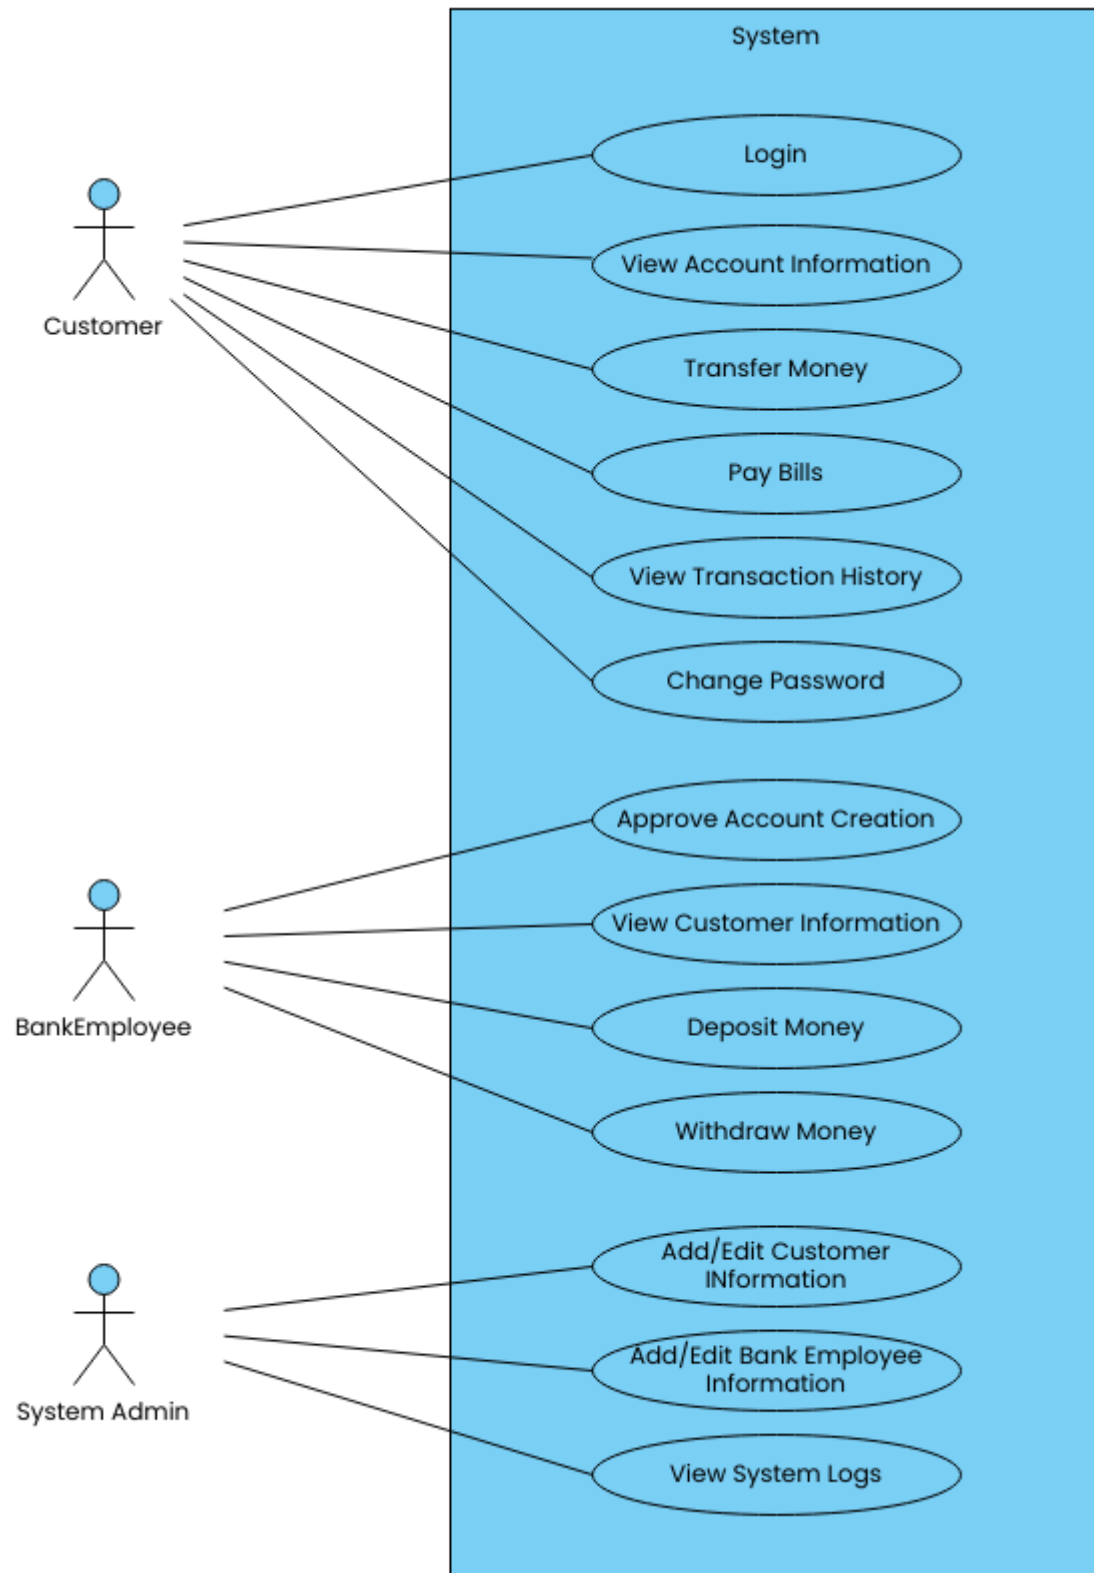 System
Login
View Account Information
Transfer Money
Customer
Pay Bills
View Transaction History
Change Password
Approve Account Creation
View Customer Information
BankEmployee
Deposit Money
Withdraw Money
Add/Edit Customer
INformation
Add/Edit Bank Employee
Information
System Admin
View System Logs